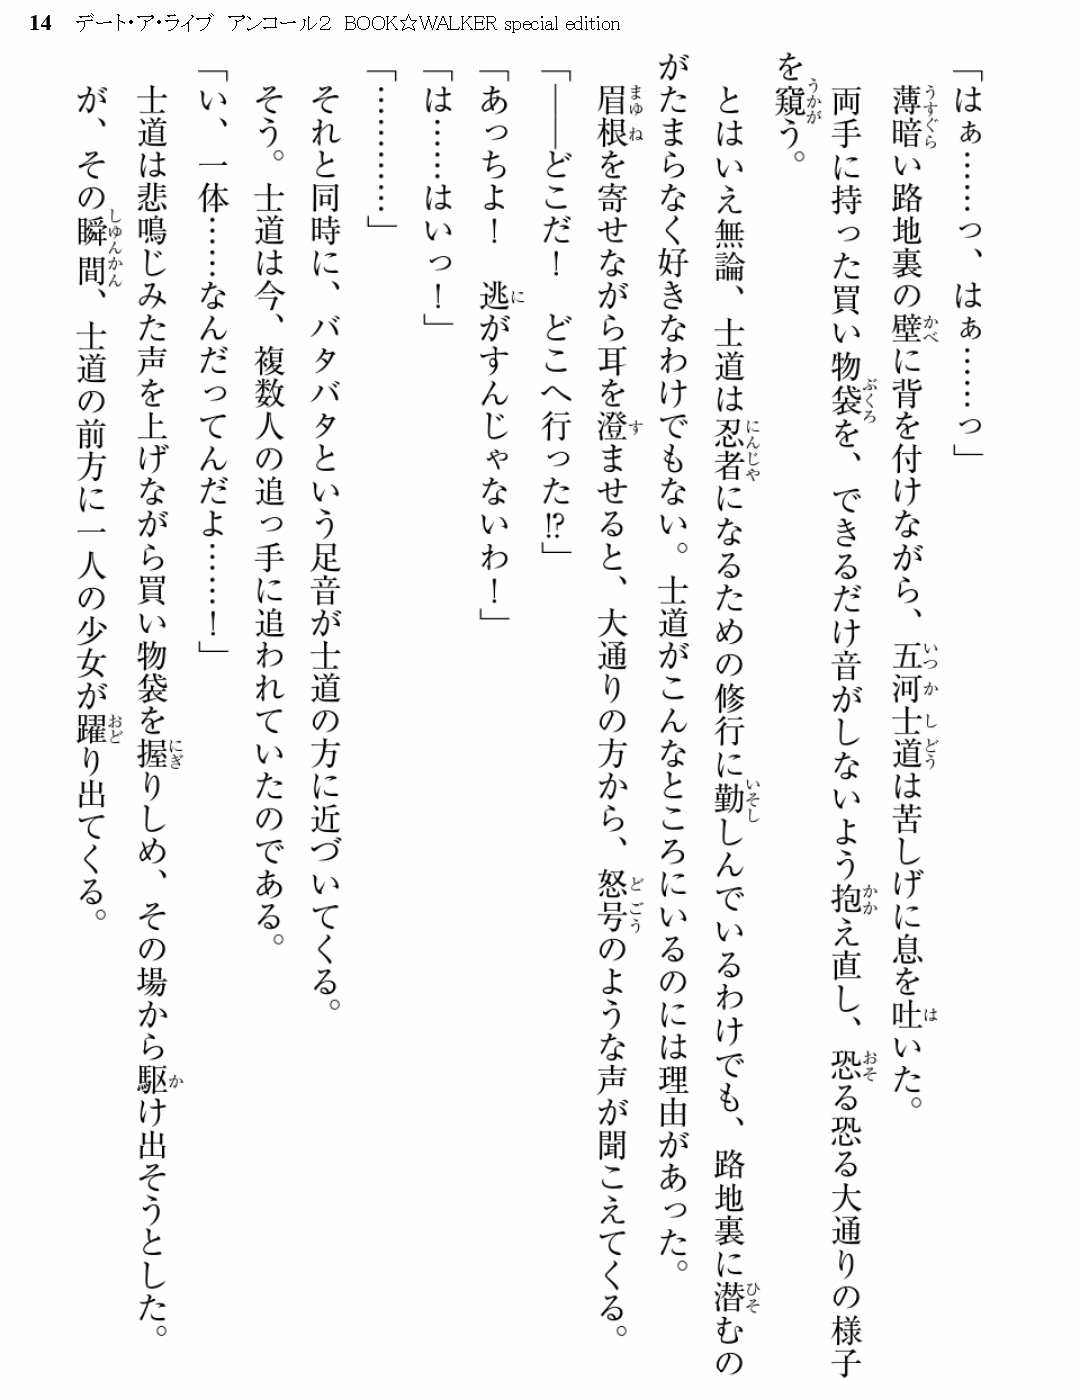 14 デート・ア・ライブ アンコール2 BOOK☆WALKER special edition
「はぁ……っ、はぁ……っ」
薄暗い路地裏の壁に背を付けながら、五河士道は苦しげに息を吐いた。
両手に持った買い物袋を、できるだけ音がしないよう抱え直し、恐る恐る大通りの様子
を窺う。
とはいえ無論、士道は忍者になるための修行に勤しんでいるわけでも、路地裏に潜むの
がたまらなく好きなわけでもない。士道がこんなところにいるのには理由があった。
眉根を寄せながら耳を澄ませると、大通りの方から、怒号のような声が聞こえてくる。
「――どこだ! どこへ行った!?」
「あっちよ! 逃がすんじゃないわ!」
「は……はいっ!」
「…………」
それと同時に、バタバタという足音が士道の方に近づいてくる。
そう。士道は今、複数人の追っ手に追われていたのである。
「い、一体……なんだってんだよ……!」
士道は悲鳴じみた声を上げながら買い物袋を握りしめ、その場から駆け出そうとした。
が、その瞬間、士道の前方に一人の少女が躍り出てくる。